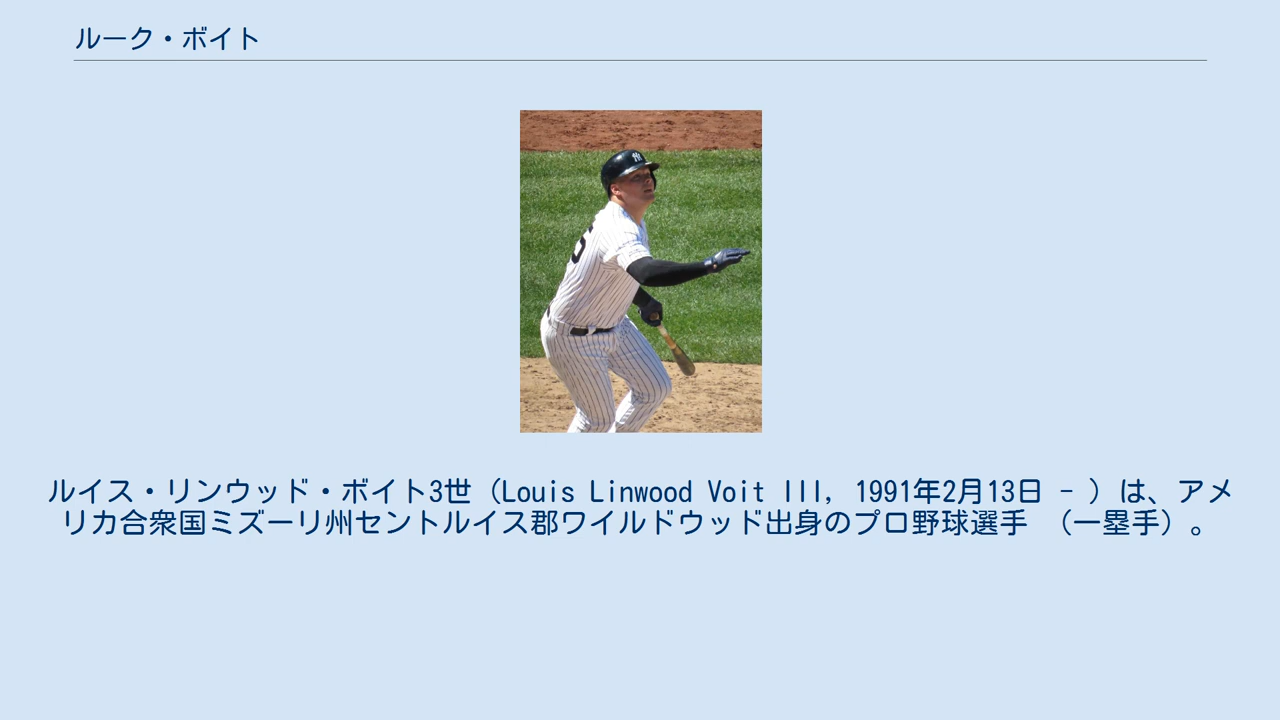 ルーク・ボイト
ルイス・リンウッド・ボイト3世（Louis Linwood Voit III, 1991年2月13日 - ）は、アメ
リカ合衆国ミズーリ州セントルイス郡ワイルドウッド出身のプロ野球選手 （一塁手）。